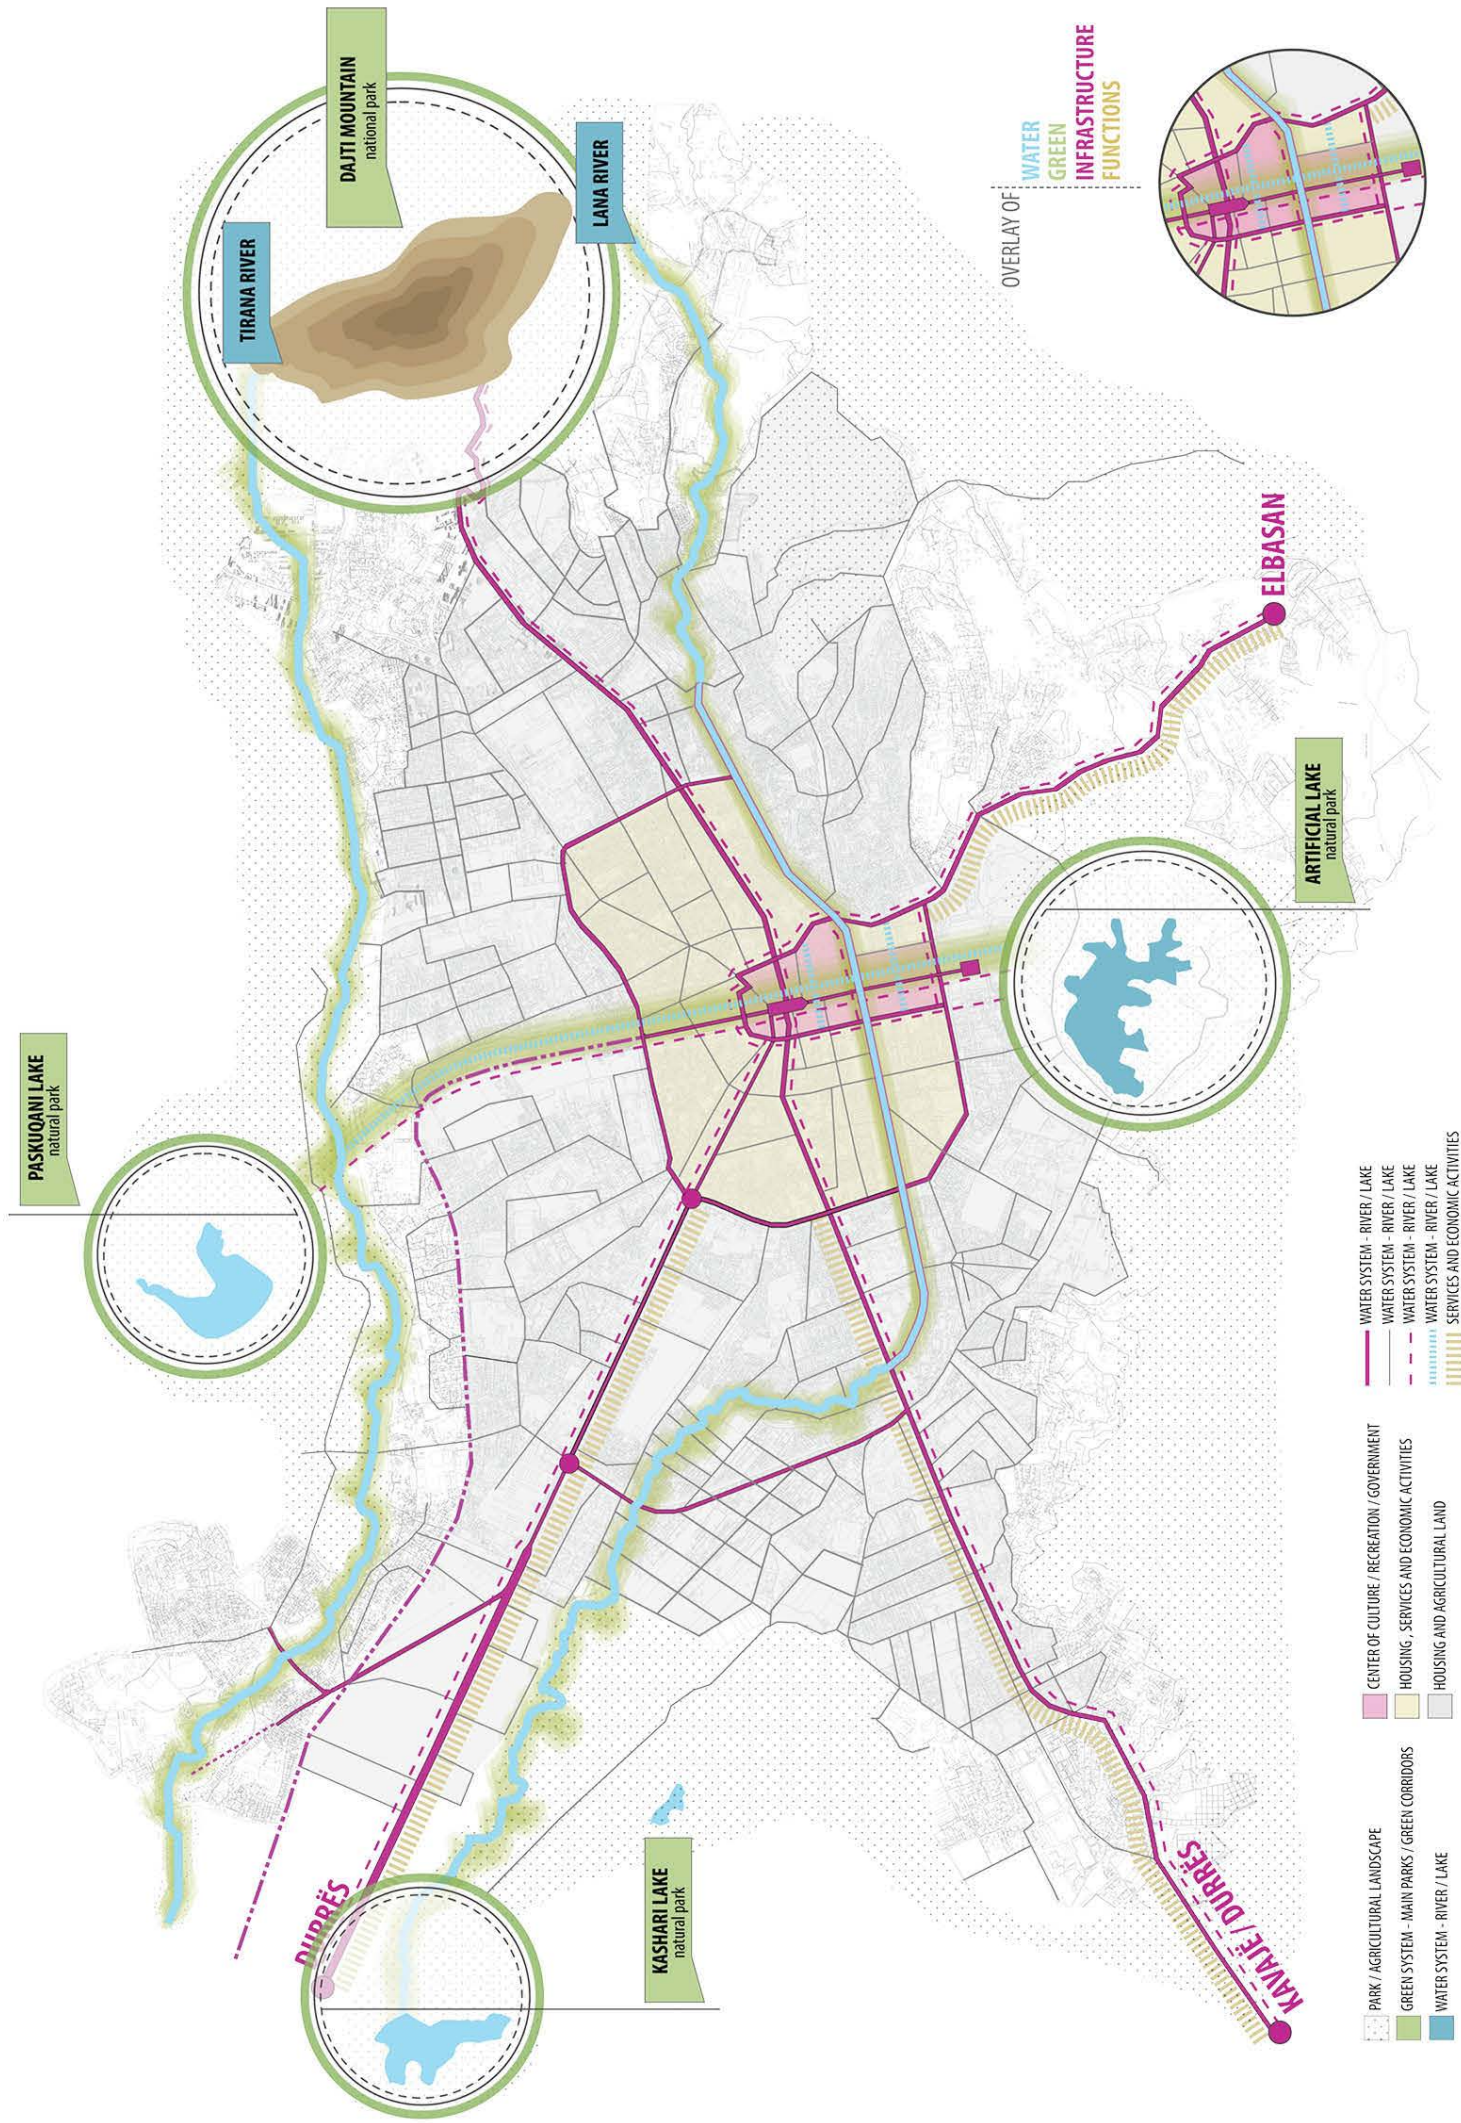 DAJTI MOUNTAIN
national park
TIRANA RIVER
LANA RIVER
OVERLAY OF
WATER
GREEN
INFRASTRUCTURE
FUNCTIONS
ELBASAN
ARTIFICIAL LAKE
natural park
PASKUQANI LAKE
natural park
DURRËS
KASHARI LAKE
natural park
KAVAJË / DURRËS
PARK / AGRICULTURAL LANDSCAPE
GREEN SYSTEM - MAIN PARKS / GREEN CORRIDORS
WATER SYSTEM - RIVER / LAKE
CENTER OF CULTURE / RECREATION / GOVERNMENT
HOUSING, SERVICES AND ECONOMIC ACTIVITIES
HOUSING AND AGRICULTURAL LAND
WATER SYSTEM - RIVER / LAKE
WATER SYSTEM - RIVER / LAKE
WATER SYSTEM - RIVER / LAKE
WATER SYSTEM - RIVER / LAKE
SERVICES AND ECONOMIC ACTIVITIES